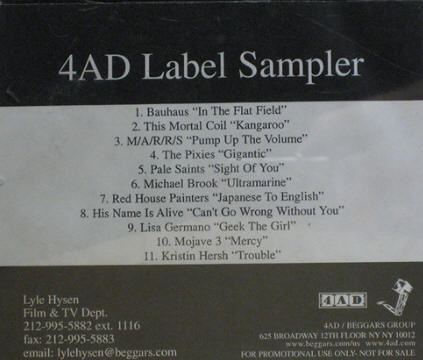 4AD Label Sampler
1. Bauhaus "In The Flat Field"
2. This Mortal Coil "Kangaroo"
3. M/A/R/R/S "Pump Up The Volume"
4. The Pixies "Gigantic"
5. Pale Saints "Sight Of You"
6. Michael Brook "Ultramarine"
7. Red House Painters "Japanese To English"
8. His Name Is Alive "Can't Go Wrong Without You"
9. Lisa Germano "Geek The Girl"
10. Mojave 3 "Mercy"
11. Kristin Hersh "Trouble"
Lyle Hysen
Film & TV Dept.
212-995-5882 ext. 1116
fax: 212-995-5883
email: lylehysen@beggars.com
4AD
4AD / BEGGARS GROUP
625 BROADWAY 12TH FLOOR NY NY 10012
www.beggars.com/us www.4ad.com
FOR PROMOTIONAL USE ONLY- NOT FOR SALE